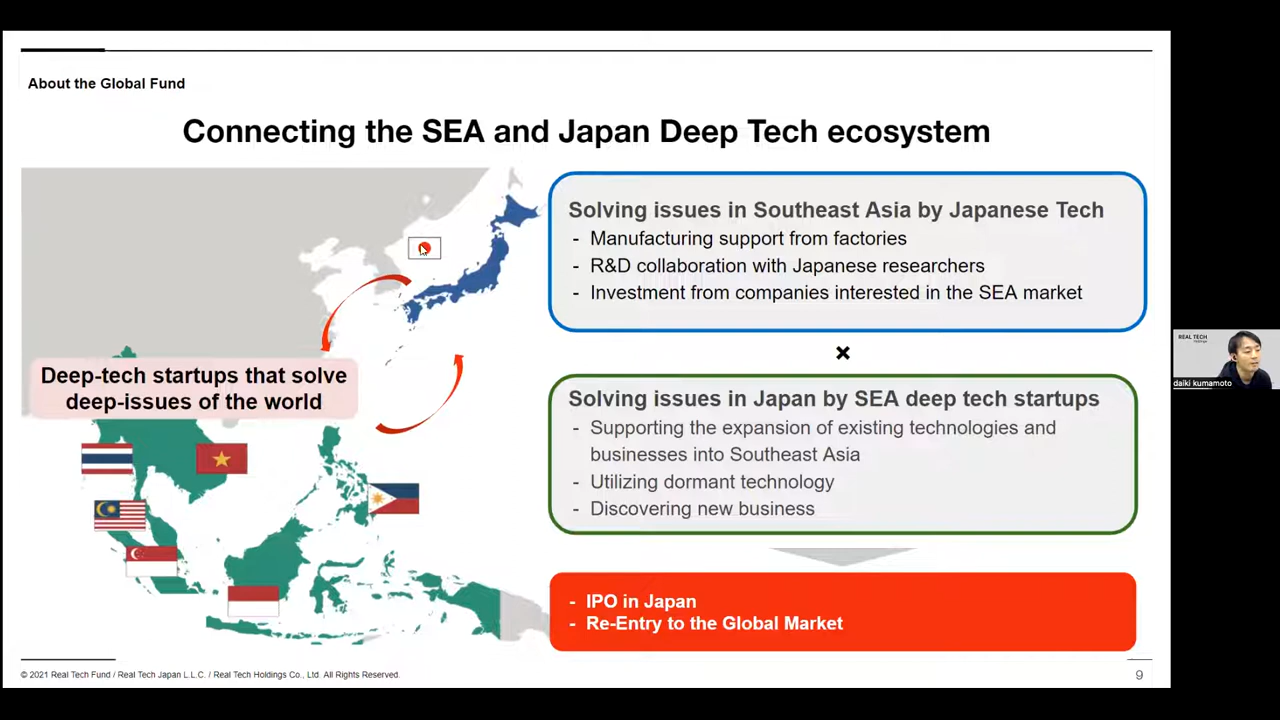 About the Global Fund
Connecting the SEA and Japan Deep Tech ecosystem
Deep-tech startups that solve
deep-issues of the world
Solving issues in Southeast Asia by Japanese Tech
- Manufacturing support from factories
- R&D collaboration with Japanese researchers
- Investment from companies interested in the SEA market
×
Solving issues in Japan by SEA deep tech startups
- Supporting the expansion of existing technologies and
businesses into Southeast Asia
- Utilizing dormant technology
- Discovering new business
- IPO in Japan
- Re-Entry to the Global Market
© 2021 Real Tech Fund / Real Tech Japan L.L.C. / Real Tech Holdings Co., Ltd. All Rights Reserved.
9
REAL TECH
Holdings
daiki kumamoto